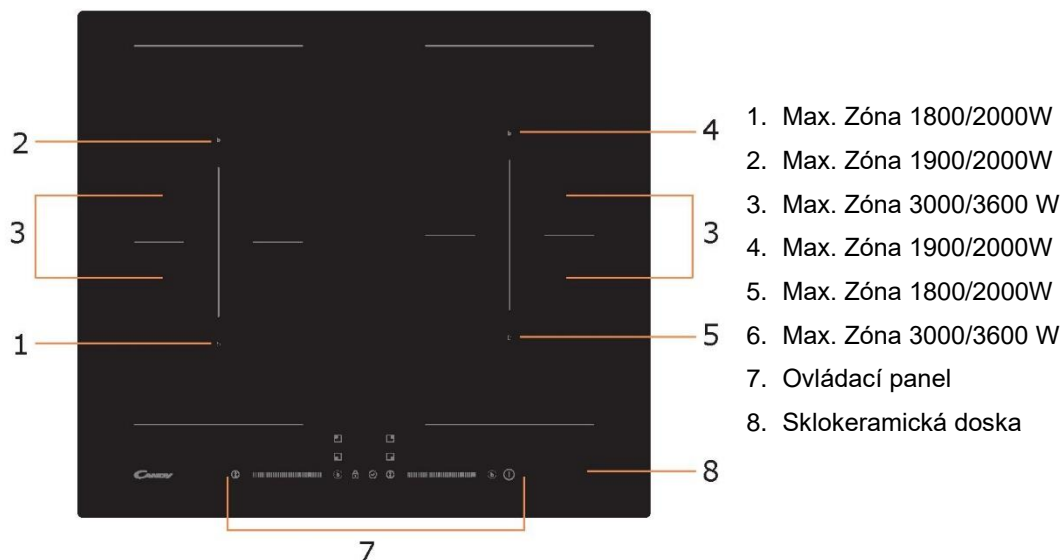 2
3
1
4
3
5
8
7
CANDY
1. Max. Zóna 1800/2000W
2. Max. Zóna 1900/2000W
3. Max. Zóna 3000/3600 W
4. Max. Zóna 1900/2000W
5. Max. Zóna 1800/2000W
6. Max. Zóna 3000/3600 W
7. Ovládací panel
8. Sklokeramická doska